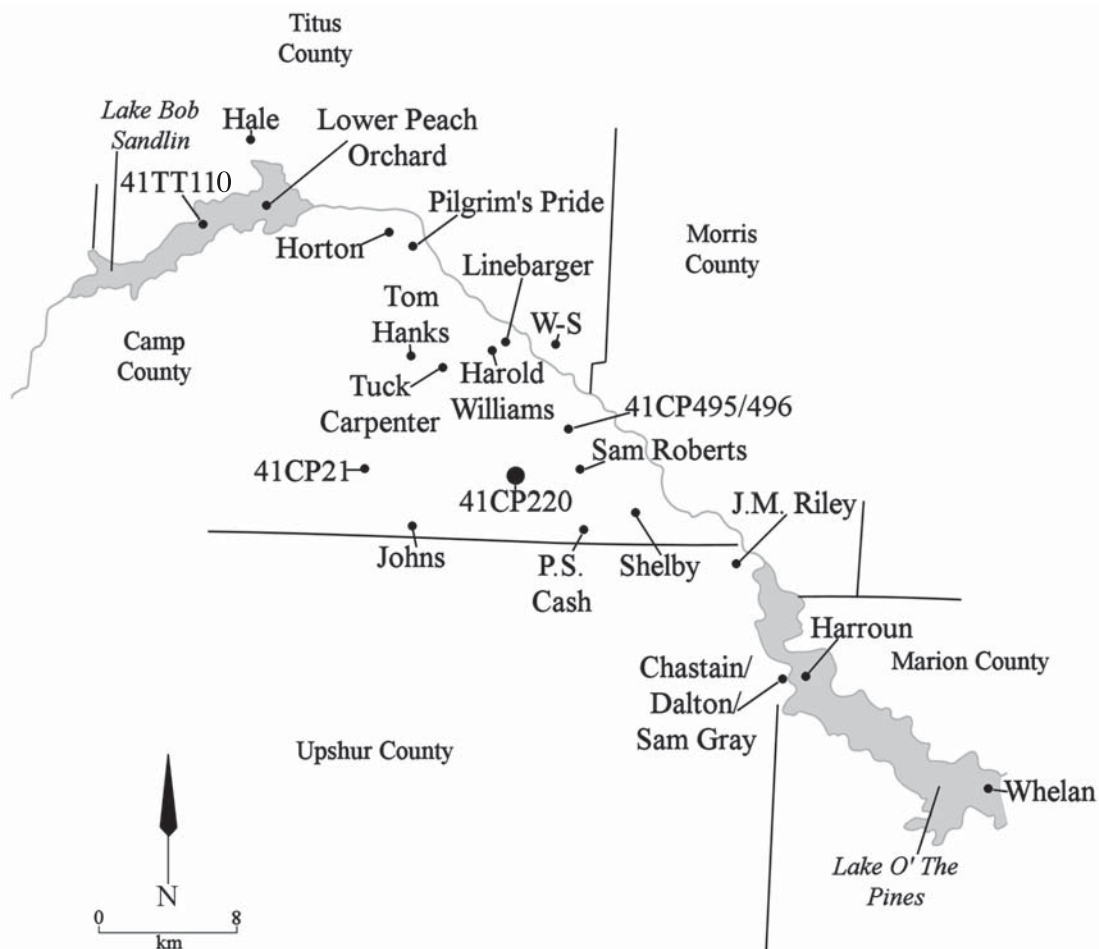 Titus
County
Lake Bob
Sandlin
Hale
Lower Peach
Orchard
41TT110
Pilgrim's Pride
Horton
Morris
County
Linebarger
Tom
Hanks
W-S
Camp
County
Tuck
Carpenter
Harold
Williams
41CP495/496
Sam Roberts
41CP21
41CP220
J.M. Riley
Johns
P.S.
Cash
Shelby
Harroun
Marion County
Chastain/
Dalton/
Sam Gray
Upshur County
Whelan
Lake O' The
Pines
N
0 8
km